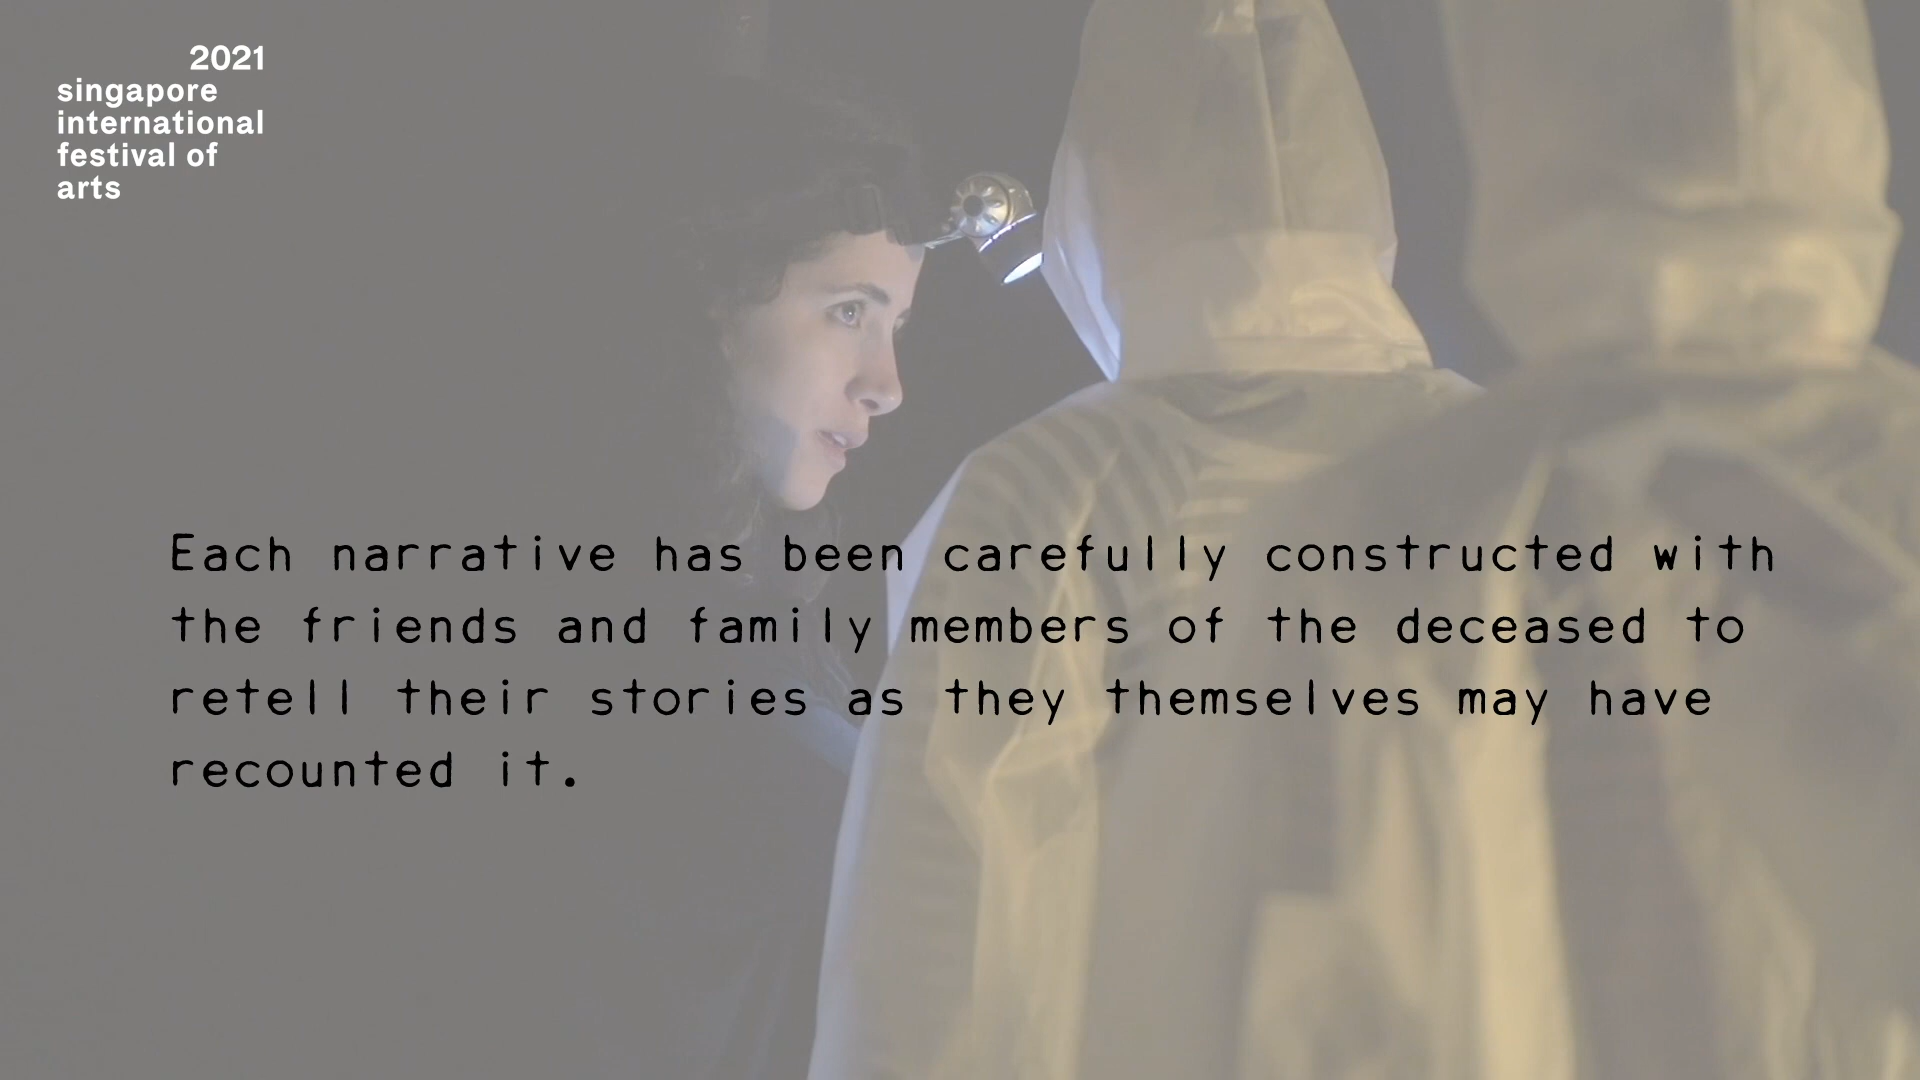 2021
singapore
international
festival of
arts
Each narrative has been carefully constructed with
the friends and family members of the deceased to
retell their stories as they themselves may have
recounted it.